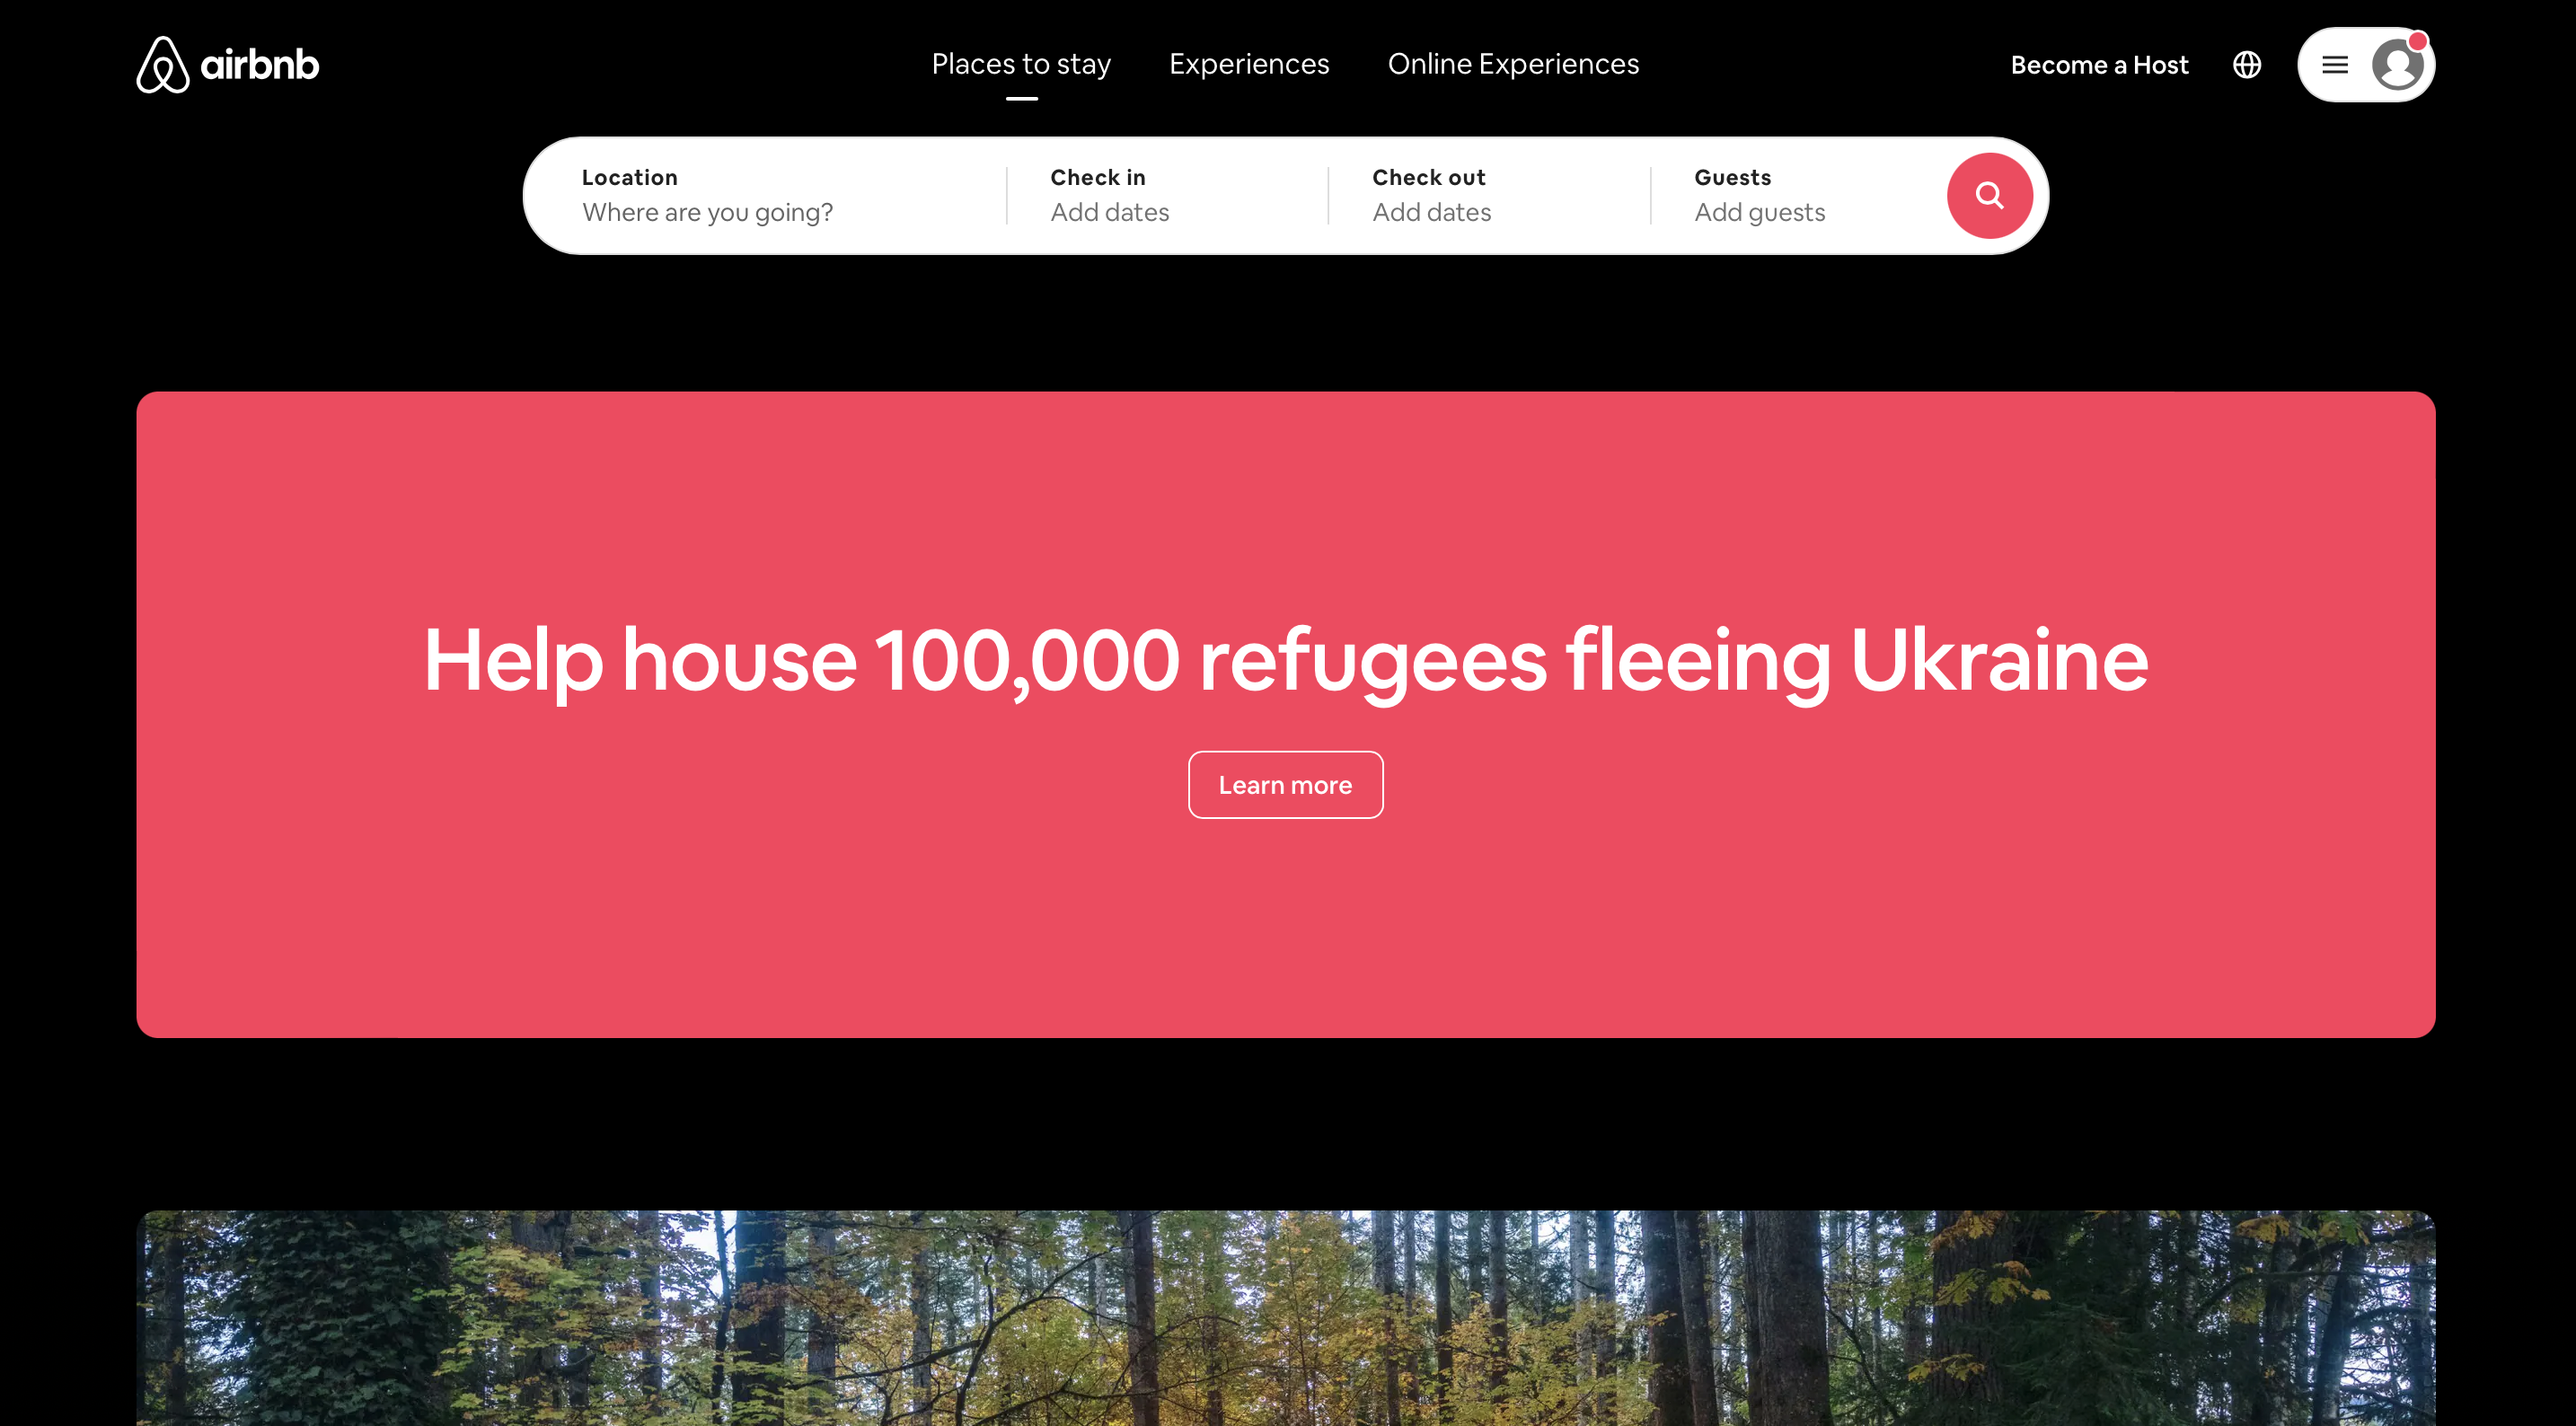 airbnb
Places to stay
Experiences
Online Experiences
Become a Host
Location
Where are you going?
Check in
Add dates
Check out
Add dates
Guests
Add guests
Help house 100,000 refugees fleeing Ukraine
Learn more